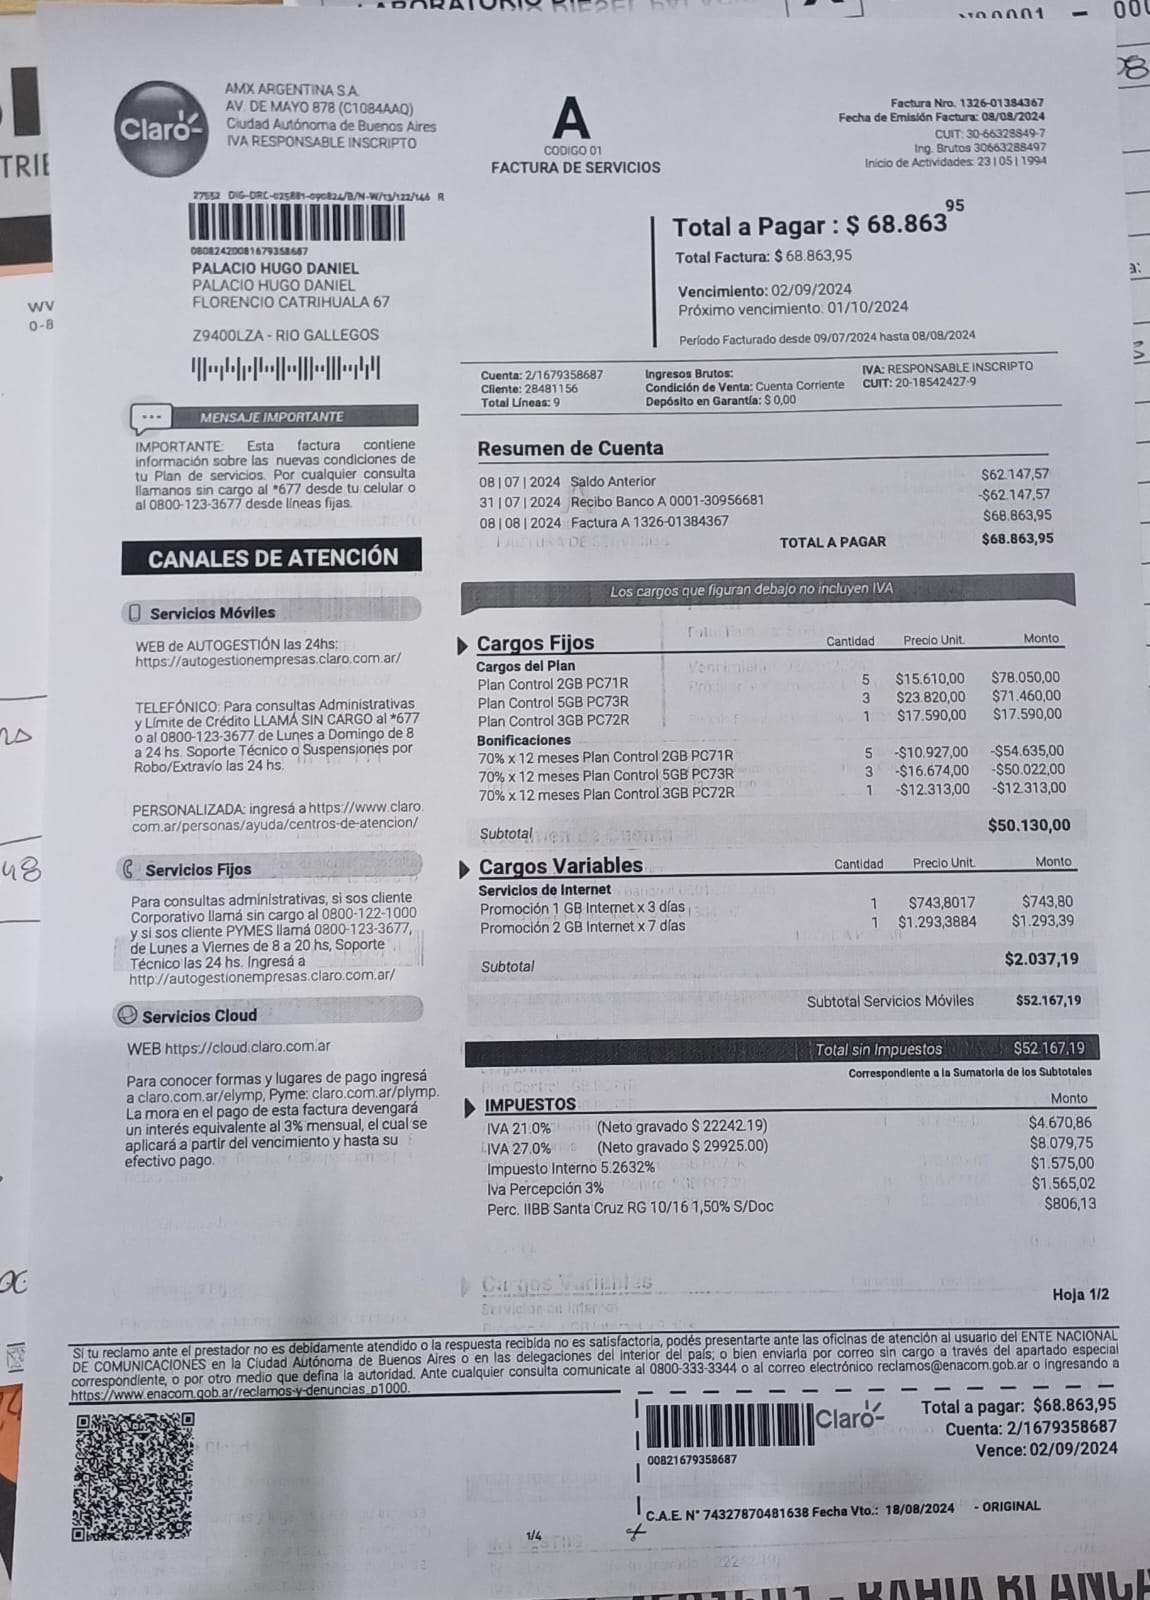 Claro
AMX ARGENTINA S.A.
AV. DE MAYO 878 (C1084AAQ)
Ciudad Autónoma de Buenos Aires
IVA RESPONSABLE INSCRIPTO
A
CODIGO 01
FACTURA DE SERVICIOS
Factura Nro. 1326-01384367
Fecha de Emisión Factura: 08/08/2024
CUIT: 30-66328849-7
Ing. Brutos 30663288497
Inicio de Actividades: 23|05|1994
27552 DIG-DRC-025881-090824/B/N-W/13/122/146 R
08082420081679358687
PALACIO HUGO DANIEL
PALACIO HUGO DANIEL
FLORENCIO CATRIHUALA 67
Z9400LZA - RIO GALLEGOS
Total a Pagar : $ 68.863 95
Total Factura: $ 68.863,95
Vencimiento: 02/09/2024
Próximo vencimiento: 01/10/2024
Período Facturado desde 09/07/2024 hasta 08/08/2024
Cuenta: 2/1679358687
Cliente: 28481156
Total Líneas: 9
Ingresos Brutos:
Condición de Venta: Cuenta Corriente
Depósito en Garantía: $ 0,00
IVA: RESPONSABLE INSCRIPTO
CUIT: 20-18542427-9
MENSAJE IMPORTANTE
IMPORTANTE: Esta factura contiene
información sobre las nuevas condiciones de
tu Plan de servicios. Por cualquier consulta
llamanos sin cargo al *677 desde tu celular o
al 0800-123-3677 desde líneas fijas.
Resumen de Cuenta
08|07|2024 Saldo Anterior $62.147,57
31|07|2024 Recibo Banco A 0001-30956681 -$62.147,57
08|08|2024 Factura A 1326-01384367 $68.863,95
TOTAL A PAGAR $68.863,95
CANALES DE ATENCIÓN
Servicios Móviles
WEB de AUTOGESTIÓN las 24hs:
https://autogestionempresas.claro.com.ar/
TELEFÓNICO: Para consultas Administrativas
y Límite de Crédito LLAMÁ SIN CARGO al *677
o al 0800-123-3677 de Lunes a Domingo de 8
a 24 hs. Soporte Técnico o Suspensiones por
Robo/Extravío las 24 hs.
PERSONALIZADA: ingresá a https://www.claro.
com.ar/personas/ayuda/centros-de-atencion/
Servicios Fijos
Para consultas administrativas, si sos cliente
Corporativo llamá sin cargo al 0800-122-1000
y si sos cliente PYMES llamá 0800-123-3677,
de Lunes a Viernes de 8 a 20 hs, Soporte
Técnico las 24 hs. Ingresá a
http://autogestionempresas.claro.com.ar/
Servicios Cloud
WEB https://cloud.claro.com.ar
Para conocer formas y lugares de pago ingresá
a claro.com.ar/elymp, Pyme: claro.com.ar/plymp.
La mora en el pago de esta factura devengará
un interés equivalente al 3% mensual, el cual se
aplicará a partir del vencimiento y hasta su
efectivo pago.
Los cargos que figuran debajo no incluyen IVA
Cargos Fijos Cantidad Precio Unit. Monto
Cargos del Plan
Plan Control 2GB PC71R 5 $15.610,00 $78.050,00
Plan Control 5GB PC73R 3 $23.820,00 $71.460,00
Plan Control 3GB PC72R 1 $17.590,00 $17.590,00
Bonificaciones
70% x 12 meses Plan Control 2GB PC71R 5 -$10.927,00 -$54.635,00
70% x 12 meses Plan Control 5GB PC73R 3 -$16.674,00 -$50.022,00
70% x 12 meses Plan Control 3GB PC72R 1 -$12.313,00 -$12.313,00
Subtotal $50.130,00
Cargos Variables Cantidad Precio Unit. Monto
Servicios de Internet
Promoción 1 GB Internet x 3 días 1 $743,8017 $743,80
Promoción 2 GB Internet x 7 días 1 $1.293,3884 $1.293,39
Subtotal $2.037,19
Subtotal Servicios Móviles $52.167,19
Total sin Impuestos $52.167,19
Correspondiente a la Sumatoria de los Subtotales
IMPUESTOS Monto
IVA 21.0% (Neto gravado $ 22242.19) $4.670,86
IVA 27.0% (Neto gravado $ 29925.00) $8.079,75
Impuesto Interno 5.2632% $1.575,00
Iva Percepción 3% $1.565,02
Perc. IIBB Santa Cruz RG 10/16 1,50% S/Doc $806,13
Hoja 1/2
Si tu reclamo ante el prestador no es debidamente atendido o la respuesta recibida no es satisfactoria, podés presentarte ante las oficinas de atención al usuario del ENTE NACIONAL
DE COMUNICACIONES en la Ciudad Autónoma de Buenos Aires o en las delegaciones del interior del país; o bien enviarla por correo sin cargo a través del apartado especial
correspondiente, o por otro medio que defina la autoridad. Ante cualquier consulta comunicate al 0800-333-3344 o al correo electrónico reclamos@enacom.gob.ar o ingresando a
https://www.enacom.gob.ar/reclamos-y-denuncias_p1000.
00821679358687
Claro
Total a pagar: $68.863,95
Cuenta: 2/1679358687
Vence: 02/09/2024
C.A.E. N° 74327870481638 Fecha Vto.: 18/08/2024 - ORIGINAL
1/4
BAHIA BLANCA